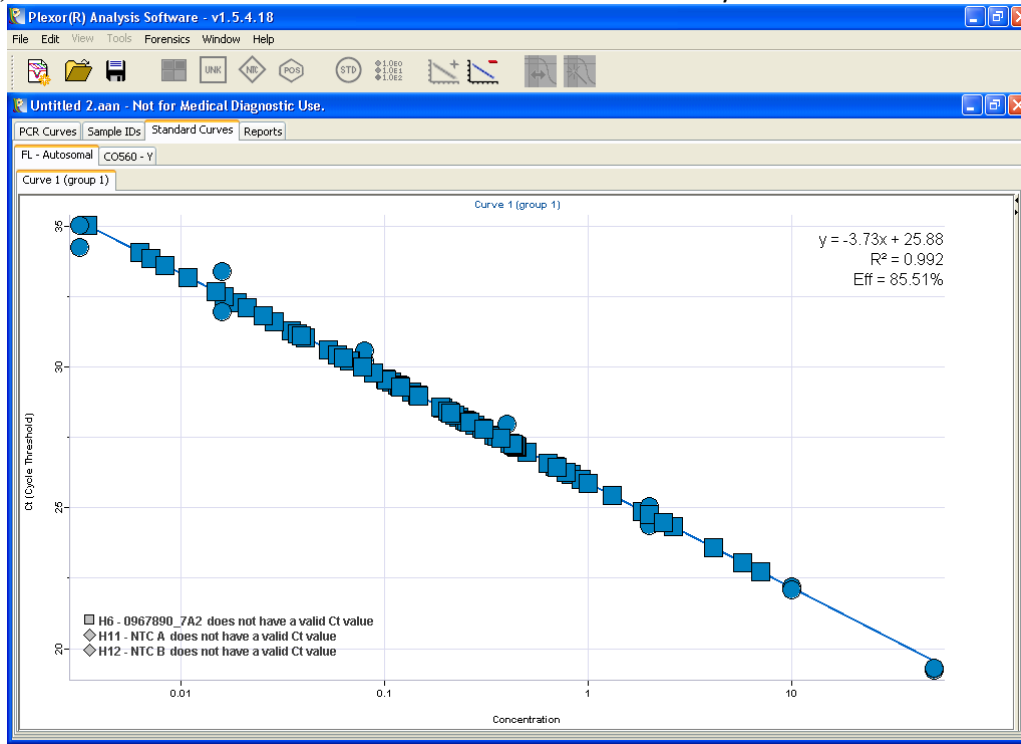 Plexor(R) Analysis Software - v1.5.4.18
File Edit View Tools Forensics Window Help
UNK NTC POS STD 1.0E0
1.0E1
1.0E2
Untitled 2.aan - Not for Medical Diagnostic Use.
PCR Curves Sample IDs Standard Curves Reports
FL - Autosomal CO560 - Y
Curve 1 (group 1)
Curve 1 (group 1)
y = -3.73x + 25.88
R² = 0.992
Eff = 85.51%
35
30
25
20
Ct (Cycle Threshold)
H6 - 0967890_7A2 does not have a valid Ct value
H11 - NTC A does not have a valid Ct value
H12 - NTC B does not have a valid Ct value
0.01 0.1 1 10
Concentration